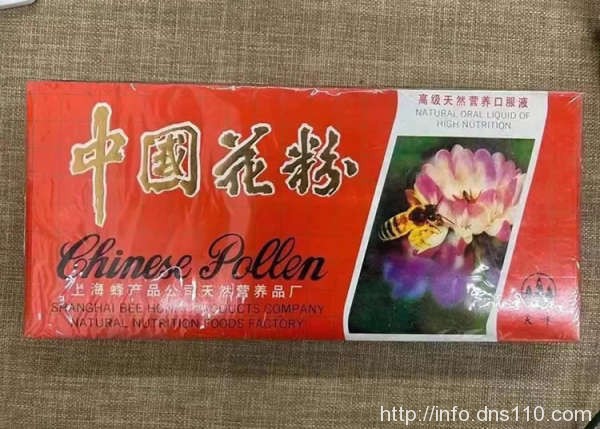 高级天然营养口服液
NATURAL ORAL LIQUID OF
HIGH NUTRITION
中國花粉
Chinese Pollen
上海蜂产品公司天然营养品厂
SHANGHAI BEE HONEY PRODUCTS COMPANY
NATURAL NUTRITION FOODS FACTORY
http://info.dns110.com